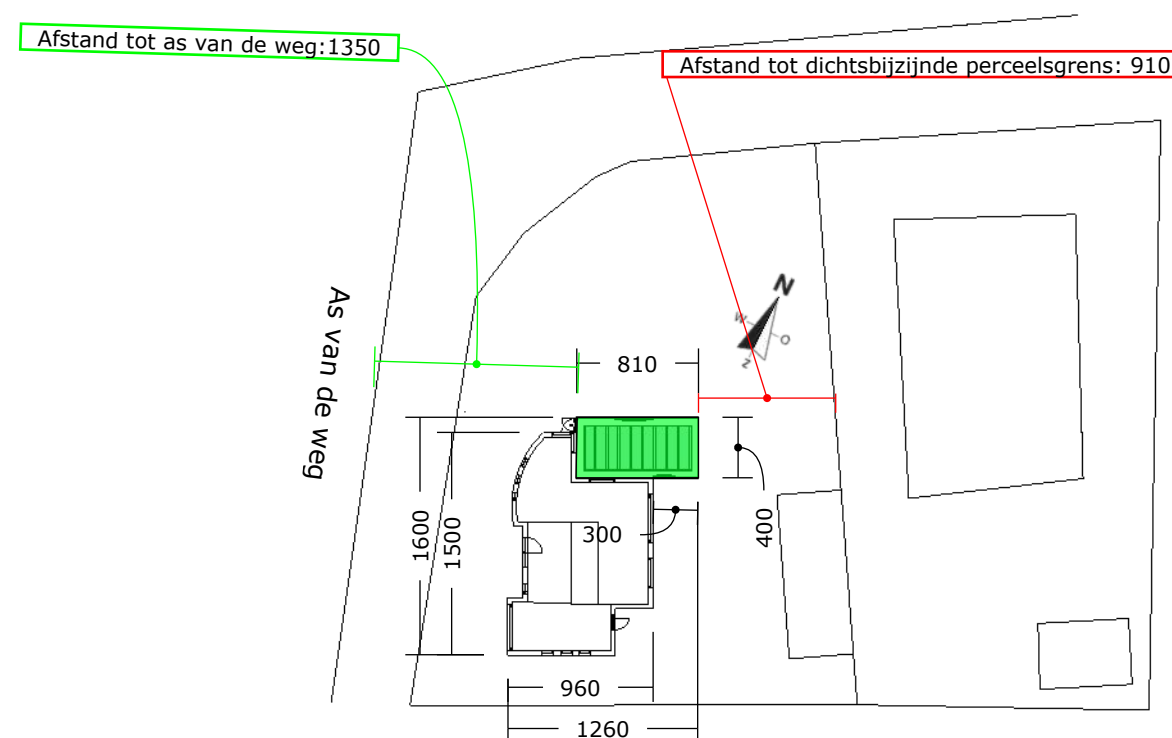 Afstand tot as van de weg:1350
Afstand tot dichtsbijzijnde perceelsgrens: 910
N
W
O
Z
As van de weg
810
1600
1500
300
400
960
1260